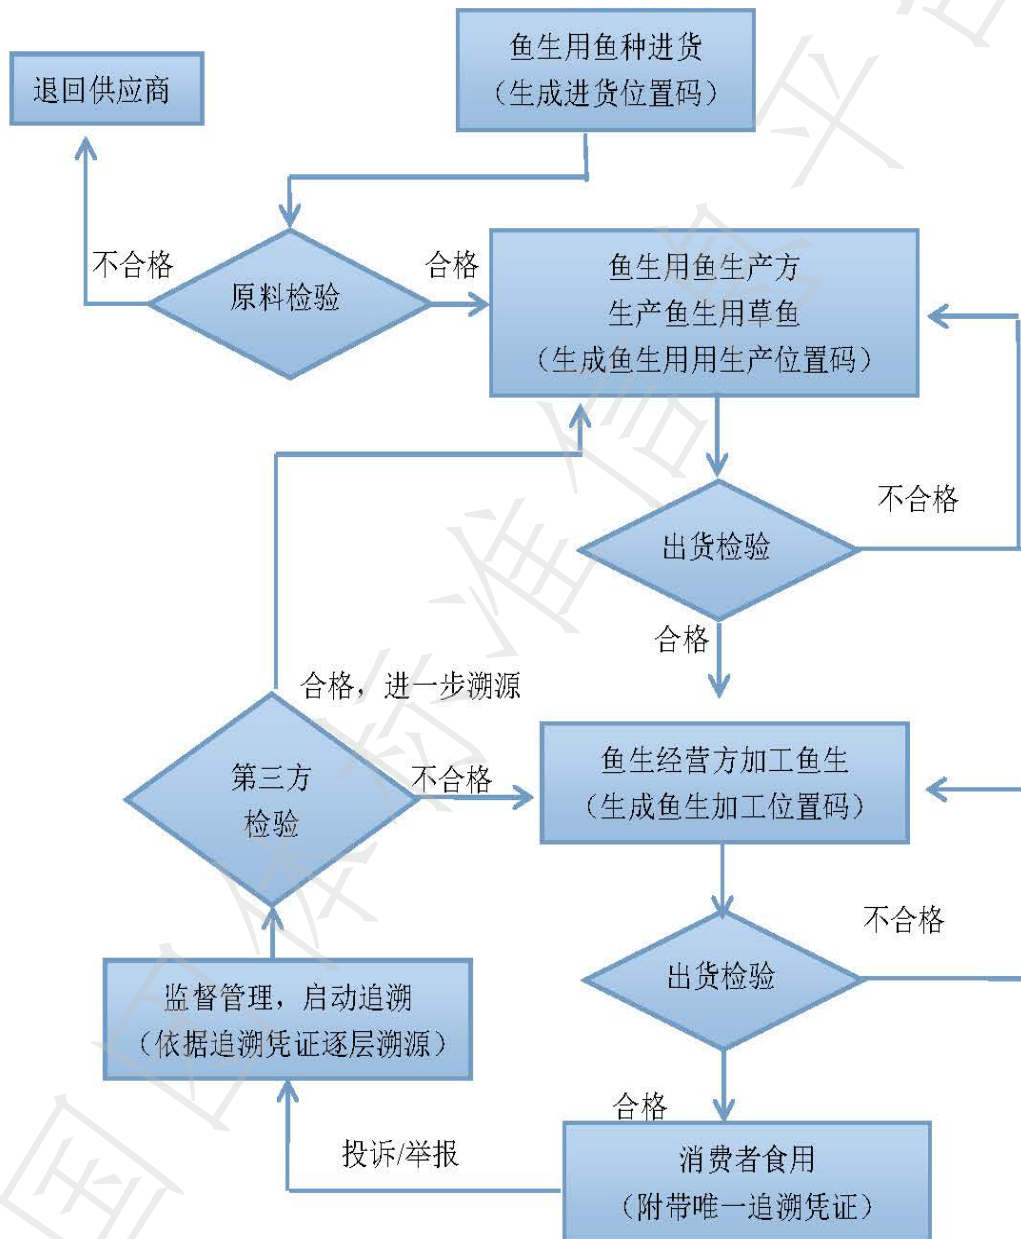 鱼生用鱼种进货
（生成进货位置码）
退回供应商
不合格
原料检验
合格
鱼生用鱼生产方
生产鱼生用草鱼
（生成鱼生用用生产位置码）
出货检验
不合格
合格
合格，进一步溯源
第三方
检验
不合格
鱼生经营方加工鱼生
（生成鱼生加工位置码）
出货检验
不合格
监督管理，启动追溯
（依据追溯凭证逐层溯源）
合格
投诉/举报
消费者食用
（附带唯一追溯凭证）